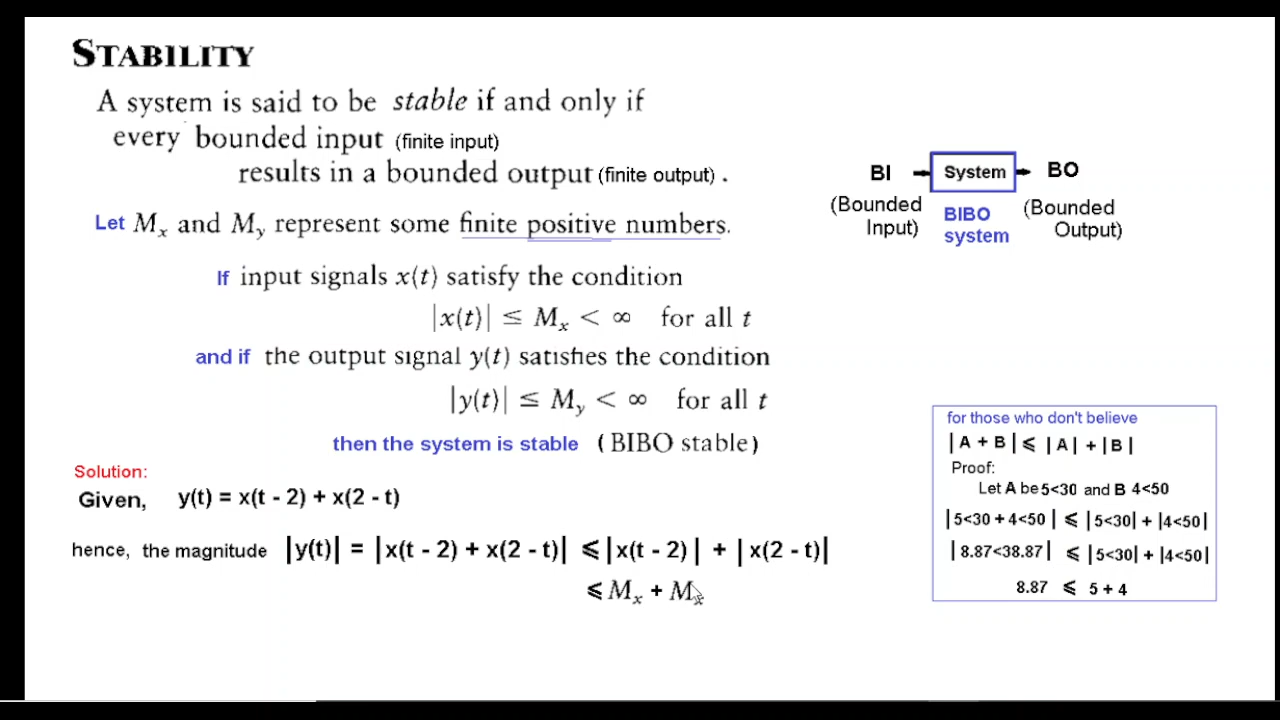 STABILITY
A system is said to be stable if and only if
every bounded input (finite input)
results in a bounded output (finite output) .
Let Mx and My represent some finite positive numbers.
If input signals x(t) satisfy the condition
|x(t)| ≤ Mx < ∞ for all t
and if the output signal y(t) satisfies the condition
|y(t)| ≤ My < ∞ for all t
then the system is stable (BIBO stable)
BI
System
BO
(Bounded
Input)
BIBO
system
(Bounded
Output)
Solution:
Given, y(t) = x(t - 2) + x(2 - t)
hence, the magnitude |y(t)| = |x(t - 2) + x(2 - t)| ⩽ |x(t - 2)| + |x(2 - t)|
⩽ Mx + Mx
for those who don't believe
|A + B| ⩽ |A| + |B|
Proof:
Let A be 5<30 and B 4<50
|5<30 + 4<50| ⩽ |5<30| + |4<50|
|8.87<38.87| ⩽ |5<30| + |4<50|
8.87 ⩽ 5 + 4